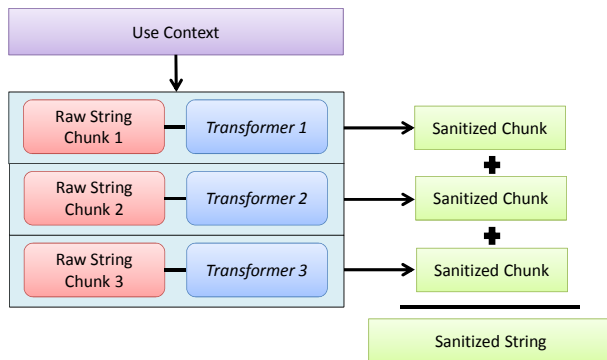 Use Context
Raw String
Chunk 1
Transformer 1
Sanitized Chunk
Raw String
Chunk 2
Transformer 2
Sanitized Chunk
Raw String
Chunk 3
Transformer 3
Sanitized Chunk
Sanitized String